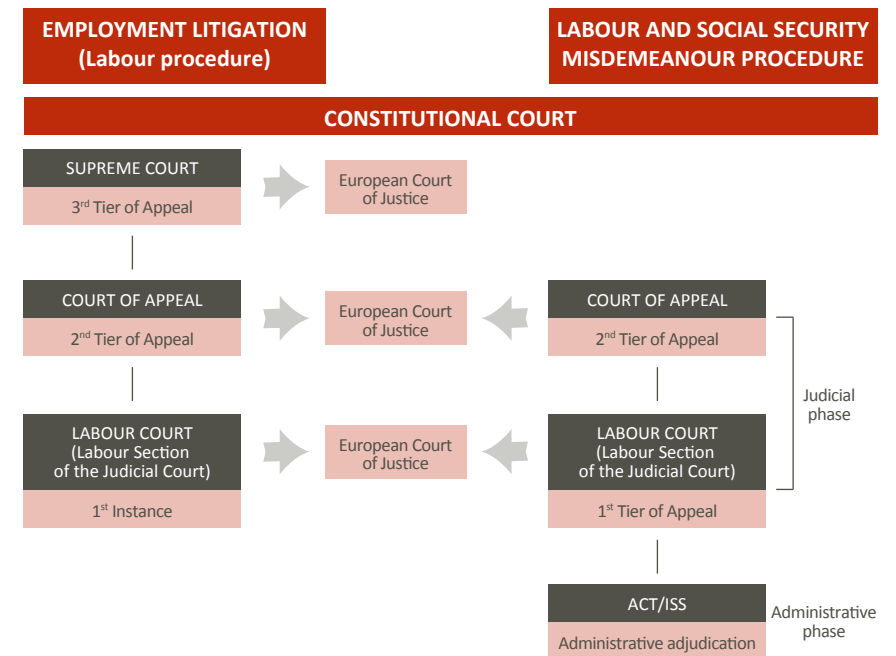 EMPLOYMENT LITIGATION
(Labour procedure)
LABOUR AND SOCIAL SECURITY
MISDEMEANOUR PROCEDURE
CONSTITUTIONAL COURT
SUPREME COURT
3rd Tier of Appeal
European Court
of Justice
COURT OF APPEAL
2nd Tier of Appeal
European Court
of Justice
COURT OF APPEAL
2nd Tier of Appeal
Judicial
phase
LABOUR COURT
(Labour Section
of the Judicial Court)
1st Instance
European Court
of Justice
LABOUR COURT
(Labour Section
of the Judicial Court)
1st Tier of Appeal
ACT/ISS
Administrative adjudication
Administrative
phase